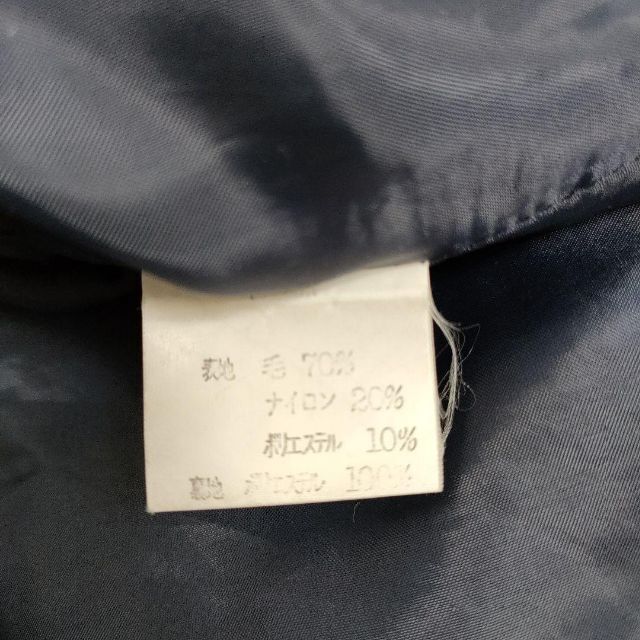 表地 毛 70%
ナイロン 20%
ポリエステル 10%
裏地 ポリエステル 100%